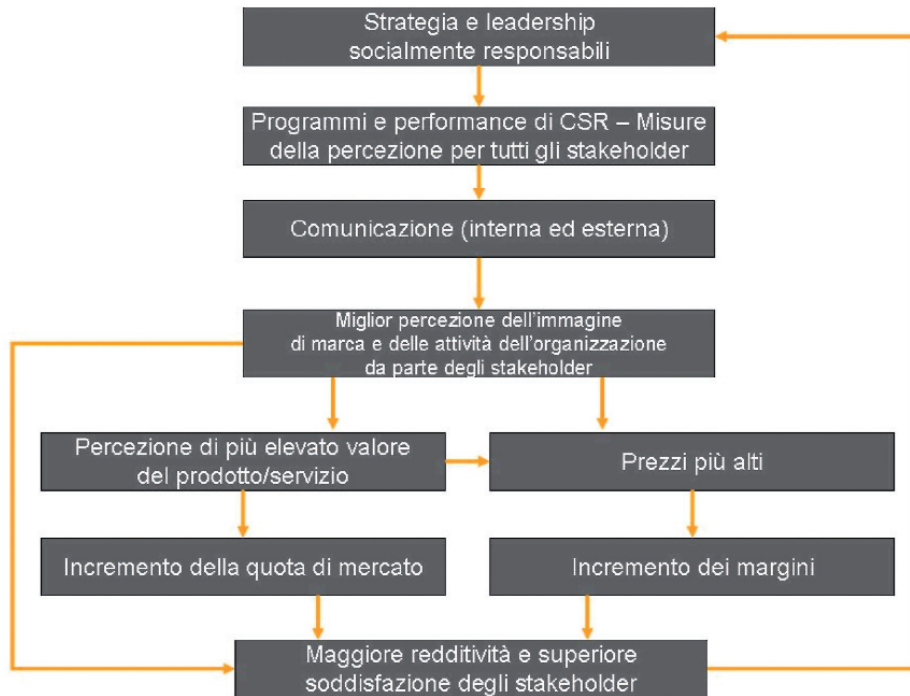 Strategia e leadership
socialmente responsabili
Programmi e performance di CSR – Misure
della percezione per tutti gli stakeholder
Comunicazione (interna ed esterna)
Miglior percezione dell'immagine
di marca e delle attività dell'organizzazione
da parte degli stakeholder
Percezione di più elevato valore
del prodotto/servizio
Prezzi più alti
Incremento della quota di mercato
Incremento dei margini
Maggiore redditività e superiore
soddisfazione degli stakeholder